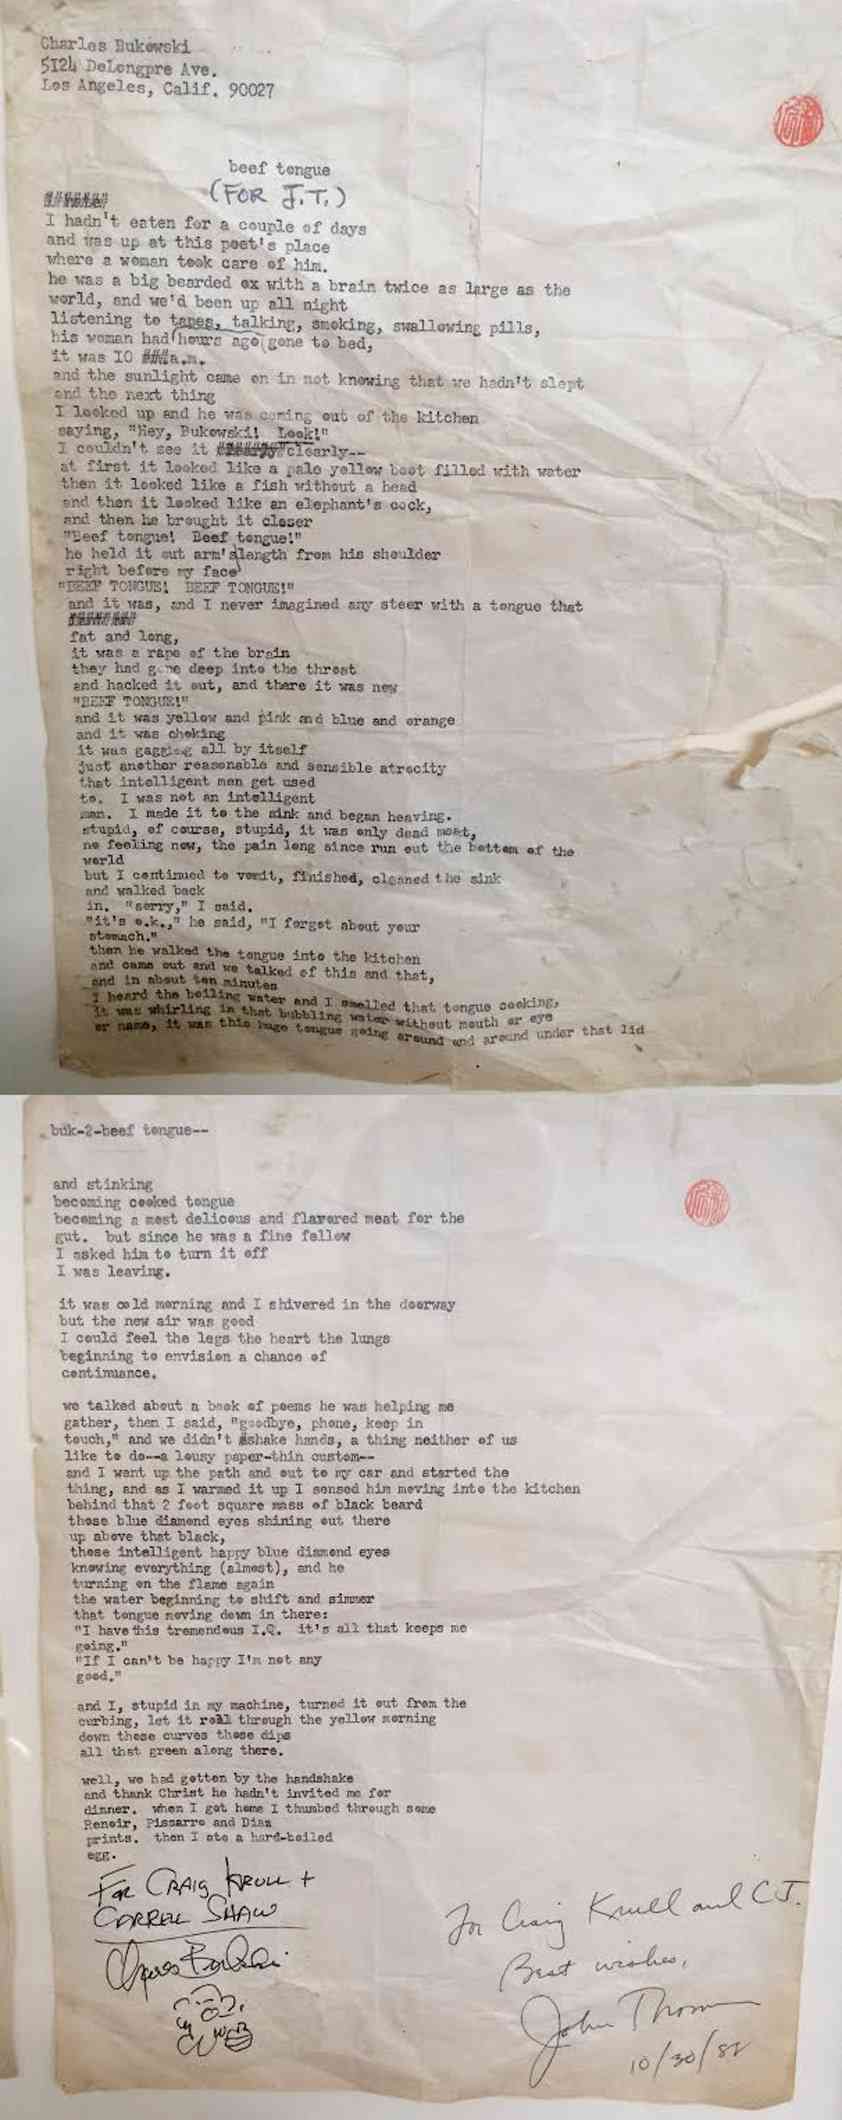 Charles Bukowski
5124 DeLongpre Ave.
Los Angeles, Calif. 90027
beef tongue
(FOR J.T.)
I hadn't eaten for a couple of days
and was up at this poet's place
where a woman took care of him.
he was a big bearded ox with a brain twice as large as the
world, and we'd been up all night
listening to tapes, talking, smoking, swallowing pills,
his woman had hours ago gone to bed,
it was IO ###a.m.
and the sunlight came on in not knowing that we hadn't slept
and the next thing
I looked up and he was coming out of the kitchen
saying, "Hey, Bukowski! Look!"
I couldn't see it clearly--
at first it looked like a pale yellow boot filled with water
then it looked like a fish without a head
and then it looked like an elephant's cock,
and then he brought it closer
"Beef tongue! Beef tongue!"
he held it out arm's length from his shoulder
right before my face
"BEEF TONGUE! BEEF TONGUE!"
and it was, and I never imagined any steer with a tongue that
fat and long,
it was a rape of the brain
they had gone deep into the throat
and hacked it out, and there it was now
"BEEF TONGUE!"
and it was yellow and pink and blue and orange
and it was choking
it was gagging all by itself
just another reasonable and sensible atrocity
that intelligent men get used
to. I was not an intelligent
man. I made it to the sink and began heaving.
stupid, of course, stupid, it was only dead meat,
no feeling now, the pain long since run out the bottom of the
world
but I continued to vomit, finished, cleaned the sink
and walked back
in. "sorry," I said.
"it's o.k.," he said, "I forgot about your
stomach."
then he walked the tongue into the kitchen
and came out and we talked of this and that,
and in about ten minutes
I heard the boiling water and I smelled that tongue cooking,
it was whirling in that bubbling water without mouth or eye
or name, it was this huge tongue going around and around under that lid
buk-2-beef tongue--
and stinking
becoming cooked tongue
becoming a most delicous and flavored meat for the
gut. but since he was a fine fellow
I asked him to turn it off
I was leaving.
it was cold morning and I shivered in the doorway
but the new air was good
I could feel the legs the heart the lungs
beginning to envision a chance of
continuance.
we talked about a book of poems he was helping me
gather, then I said, "goodbye, phone, keep in
touch," and we didn't shake hands, a thing neither of us
like to do--a lousy paper-thin custom--
and I went up the path and out to my car and started the
thing, and as I warmed it up I sensed him moving into the kitchen
behind that 2 foot square mass of black beard
those blue diamond eyes shining out there
up above that black,
those intelligent happy blue diamond eyes
knowing everything (almost), and he
turning on the flame again
the water beginning to shift and simmer
that tongue moving down in there:
"I have this tremendous I.Q. it's all that keeps me
going."
"If I can't be happy I'm not any
good."
and I, stupid in my machine, turned it out from the
curbing, let it roll through the yellow morning
down those curves those dips
all that green along there.
well, we had gotten by the handshake
and thank Christ he hadn't invited me for
dinner. when I got home I thumbed through some
Renoir, Pissarro and Diaz
prints. then I ate a hard-boiled
egg.
FOR CRAIG KRULL +
CORRELL SHAW
Charles Bukowski
For Craig Krull and C.J.
Best wishes,
John Thomas
10/30/82